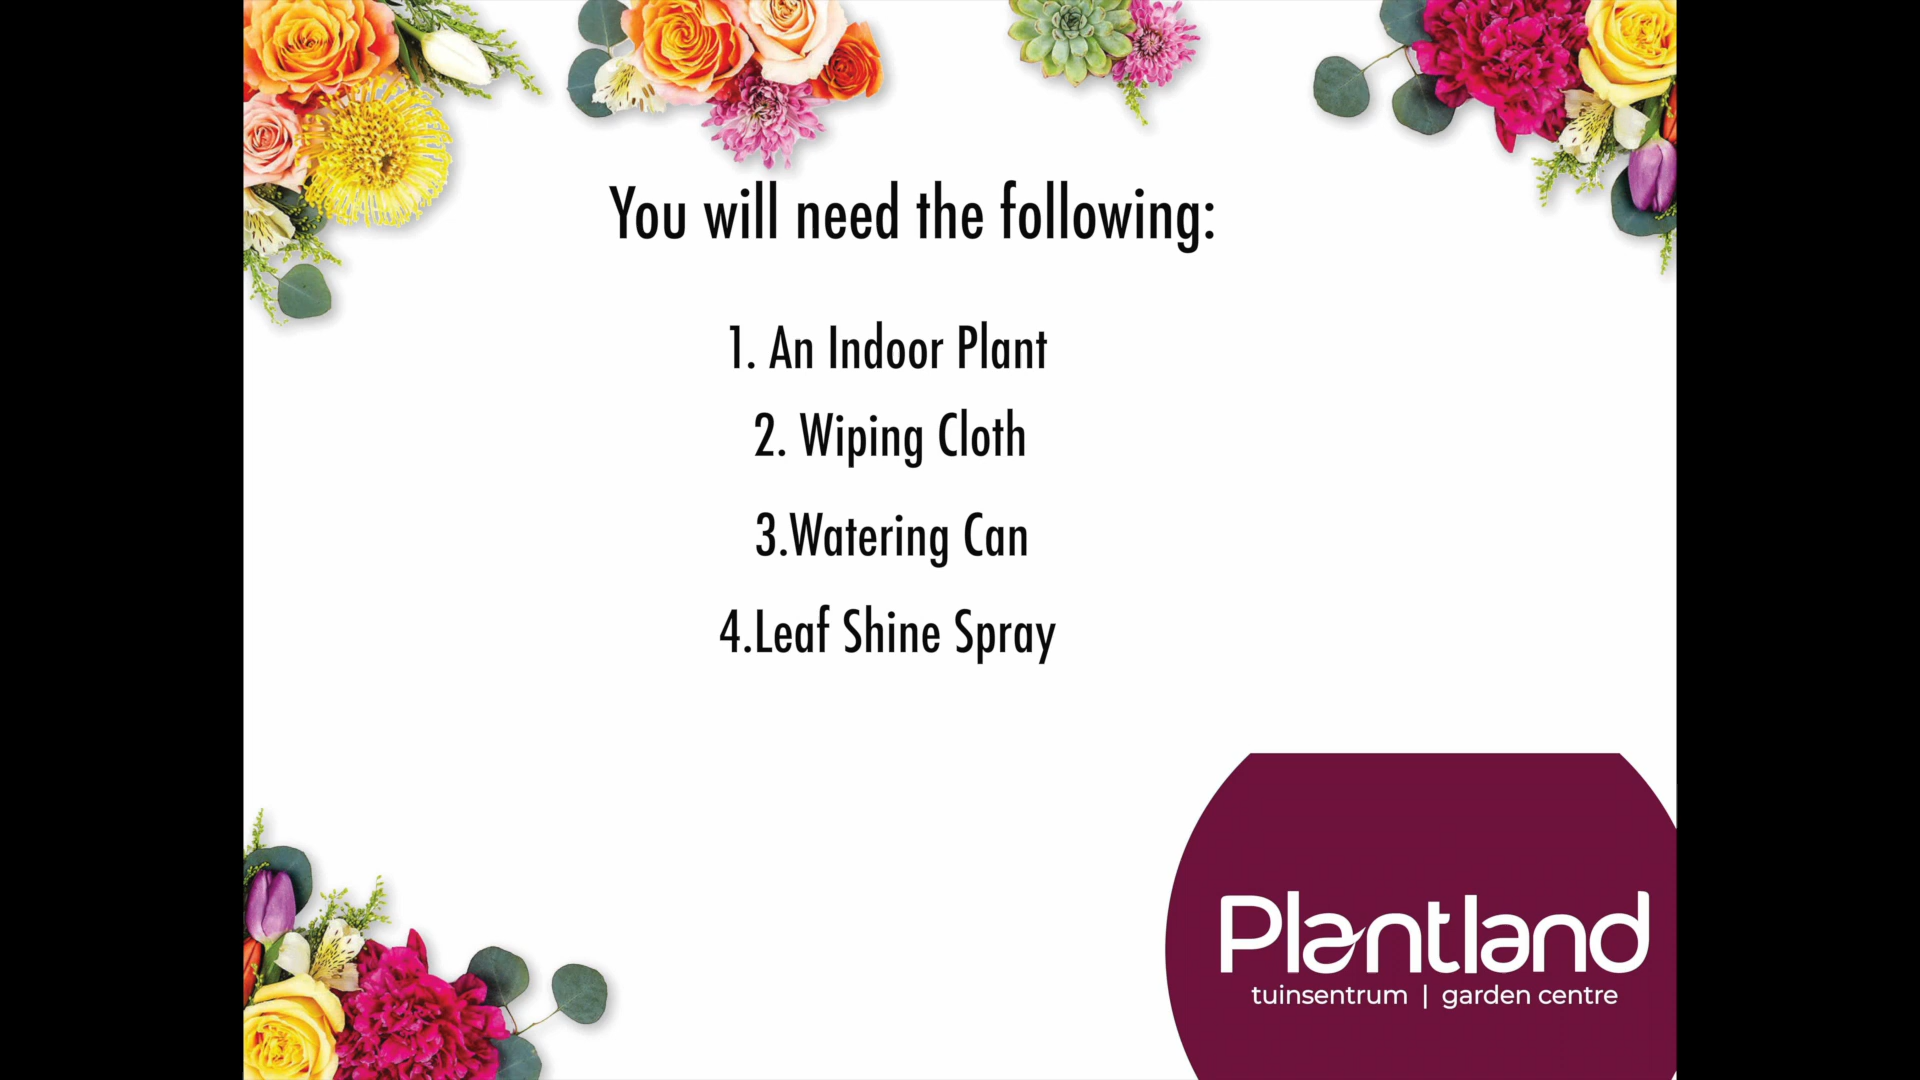 You will need the following:
1. An Indoor Plant
2. Wiping Cloth
3.Watering Can
4.Leaf Shine Spray
Plantland
tuinsentrum | garden centre